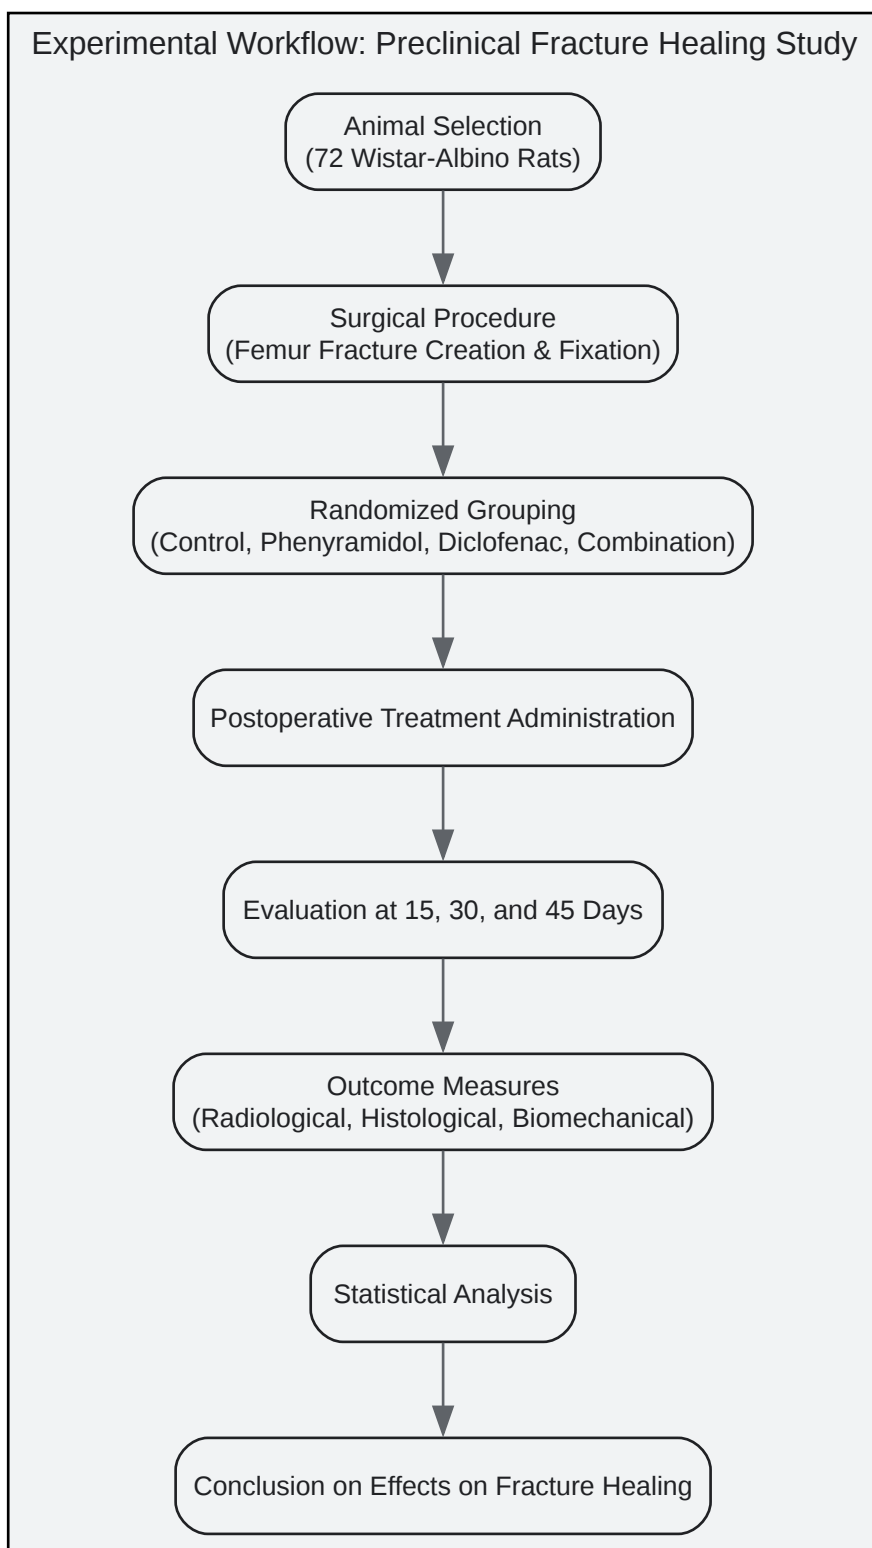 Experimental Workflow: Preclinical Fracture Healing Study
Animal Selection
(72 Wistar-Albino Rats)
Surgical Procedure
(Femur Fracture Creation & Fixation)
Randomized Grouping
(Control, Phenyramidol, Diclofenac, Combination)
Postoperative Treatment Administration
Evaluation at 15, 30, and 45 Days
Outcome Measures
(Radiological, Histological, Biomechanical)
Statistical Analysis
Conclusion on Effects on Fracture Healing